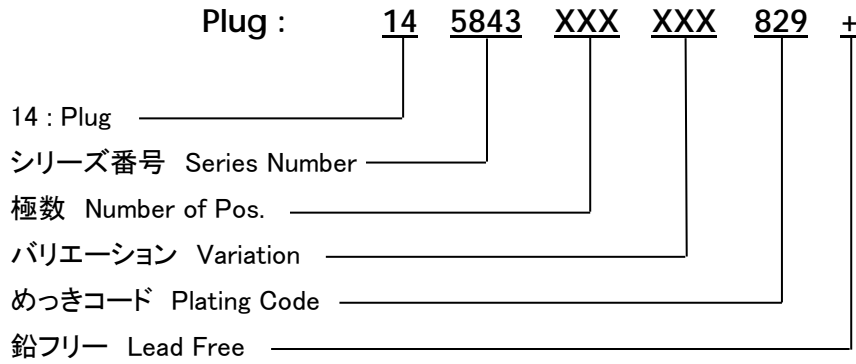 Plug : 14 5843 XXX XXX 829 +
14 : Plug
シリーズ番号 Series Number
極数 Number of Pos.
バリエーション Variation
めっきコード Plating Code
鉛フリー Lead Free